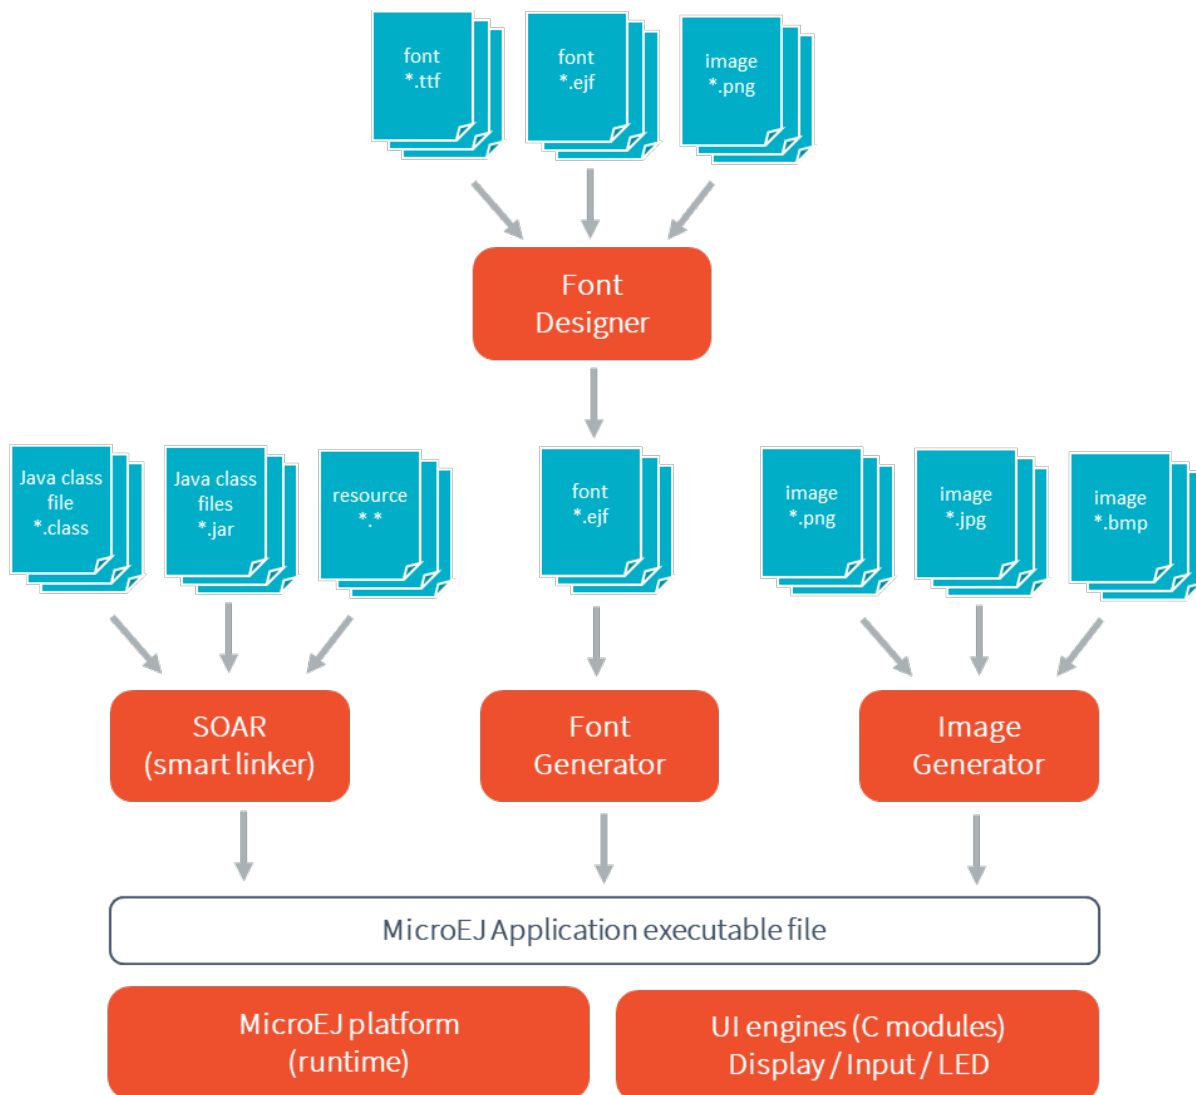 font
*.ttf
font
*.ejf
image
*.png
Font
Designer
Java class
file
*.class
Java class
files
*.jar
resource
*.*
font
*.ejf
image
*.png
image
*.jpg
image
*.bmp
SOAR
(smart linker)
Font
Generator
Image
Generator
MicroEJ Application executable file
MicroEJ platform
(runtime)
UI engines (C modules)
Display / Input / LED